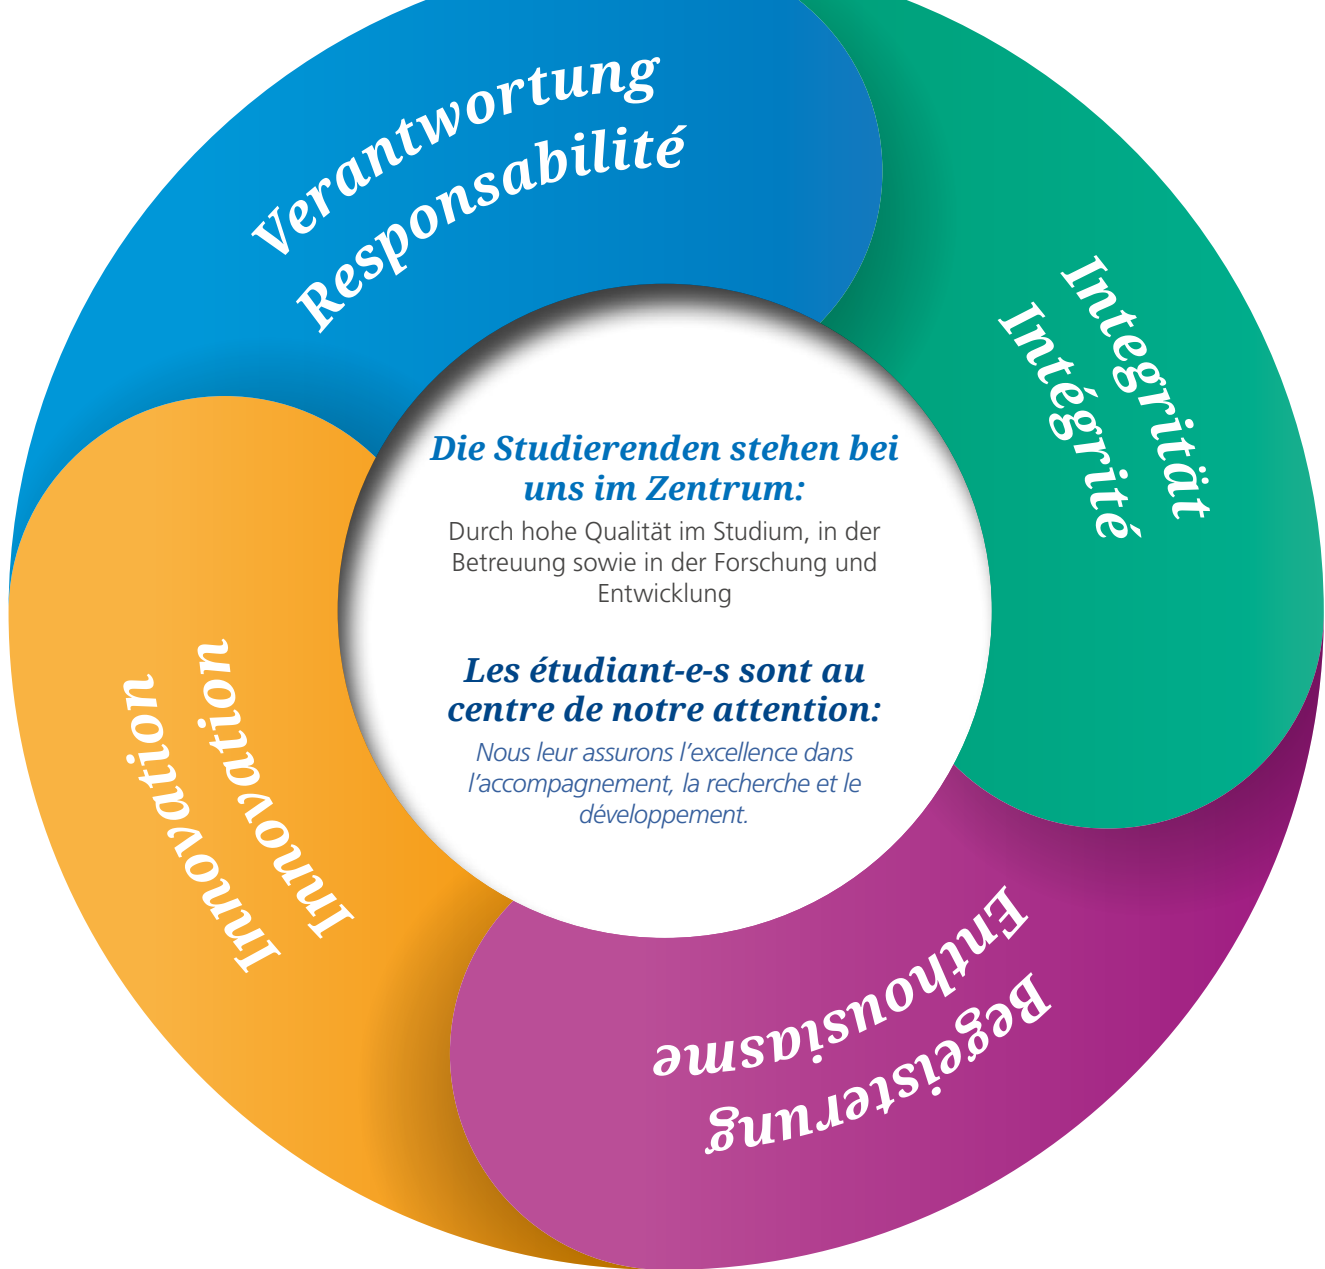 Verantwortung
Responsabilité
Integrität
Intégrité
Die Studierenden stehen bei
uns im Zentrum:
Durch hohe Qualität im Studium, in der
Betreuung sowie in der Forschung und
Entwicklung
Les étudiant-e-s sont au
centre de notre attention:
Nous leur assurons l’excellence dans
l’accompagnement, la recherche et le
développement.
Innovation
Innovation
Begeisterung
Enthousiasme